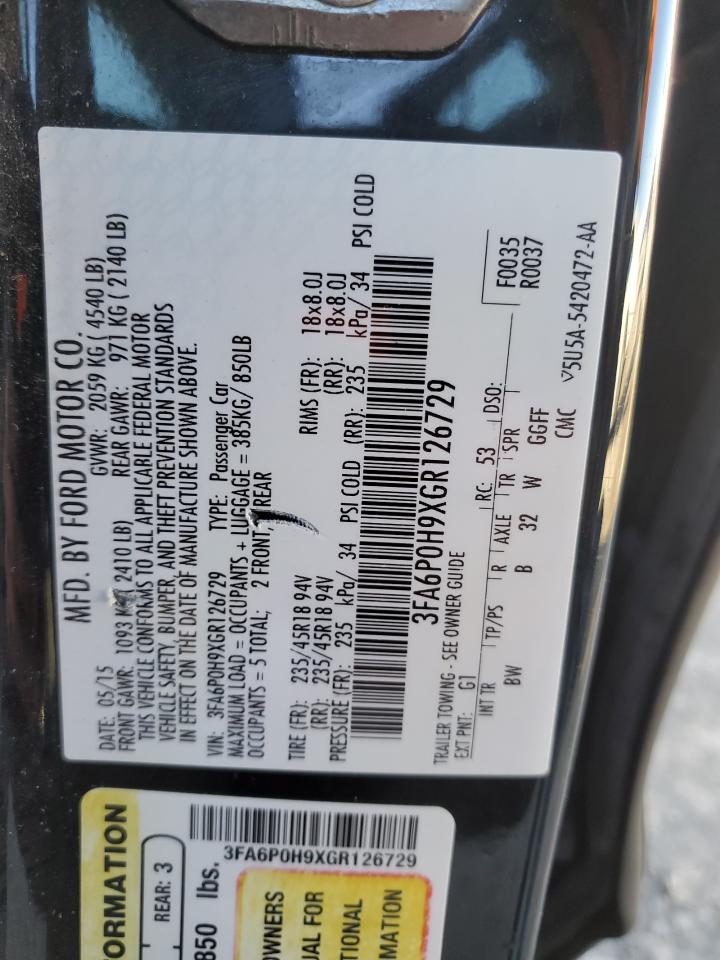 MFD. BY FORD MOTOR CO.
DATE: 05/15 GVWR: 2059 KG ( 4540 LB)
FRONT GAWR: 1093 2410 LB) REAR GAWR: 971 KG ( 2140 LB)
THIS VEHICLE CONFORMS TO ALL APPLICABLE FEDERAL MOTOR
VEHICLE SAFETY, BUMPER, AND THEFT PREVENTION STANDARDS
IN EFFECT ON THE DATE OF MANUFACTURE SHOWN ABOVE.
VIN: 3FA6P0H9XGR126729 TYPE: Passenger Car
MAXIMUM LOAD = OCCUPANTS + LUGGAGE = 385KG/ 850LB
OCCUPANTS = 5 TOTAL; 2 FRONT, REAR
TIRE (FR): 235/45R18 94V RIMS (FR): 18x8.0J
(RR): 235/45R18 94V (RR): 18x8.0J
PRESSURE (FR): 235 kPa/ 34 PSI COLD (RR): 235 kPa/ 34 PSI COLD
3FA6P0H9XGR126729
TRAILER TOWING - SEE OWNER GUIDE
EXT PNT: G1 RC: 53 DSO: F0035
R0037
INT TR TP/PS R AXLE TR SPR
BW B 32 W GGFF
CMC ▽5U5A-5420472-AA
ORMATION
REAR: 3
850 lbs.
3FA6P0H9XGR126729
OWNERS
UAL FOR
TIONAL
MATION